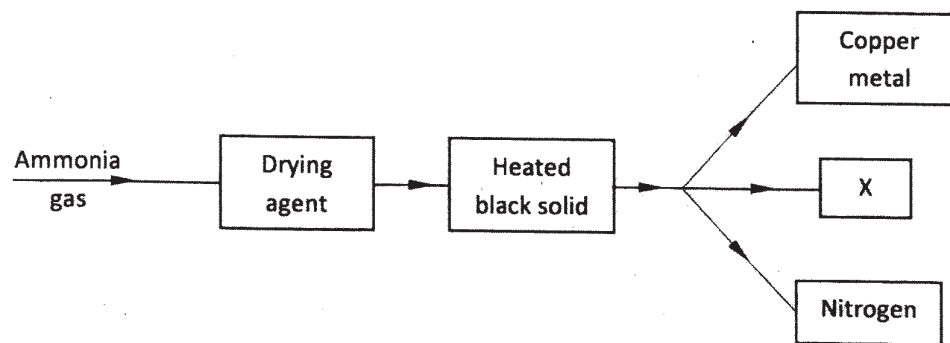 Ammonia
gas
Drying
agent
Heated
black solid
Copper
metal
X
Nitrogen